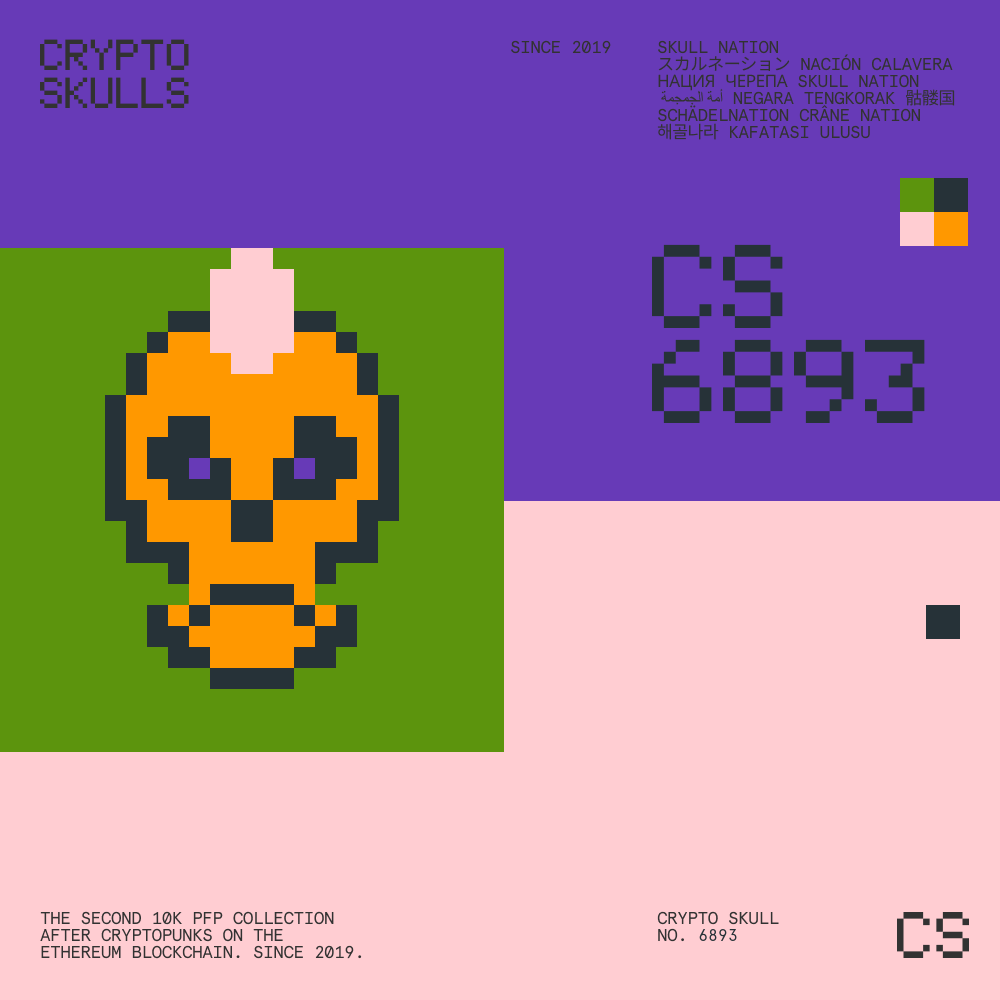 CRYPTO
SKULLS
SINCE 2019
SKULL NATION
スカルネーション NACIÓN CALAVERA
НАЦИЯ ЧЕРЕПА SKULL NATION
أمة الجمجمة NEGARA TENGKORAK 骷髅国
SCHÄDELNATION CRÂNE NATION
해골나라 KAFATASI ULUSU
CS
6893
THE SECOND 10K PFP COLLECTION
AFTER CRYPTOPUNKS ON THE
ETHEREUM BLOCKCHAIN. SINCE 2019.
CRYPTO SKULL
NO. 6893
CS